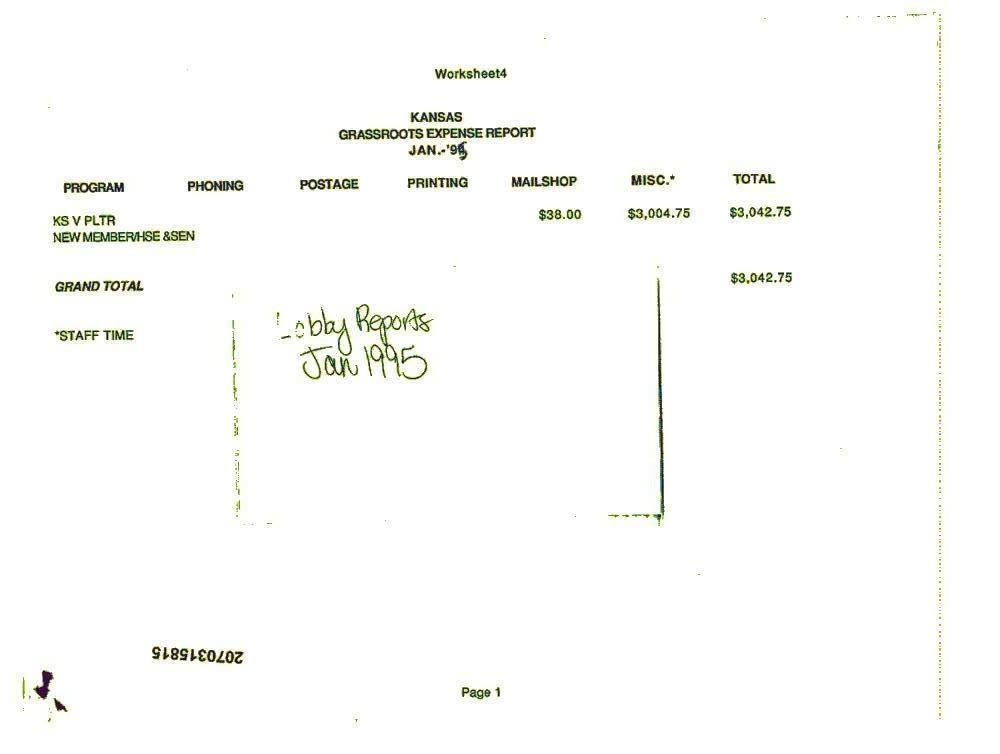 Worksheet4
KANSAS
GRASSROOTS EXPENSE REPORT
JAN.-'95
PROGRAM PHONING POSTAGE PRINTING MAILSHOP MISC.* TOTAL
KS V PLTR $38.00 $3,004.75 $3,042.75
NEW MEMBER/HSE &SEN
GRAND TOTAL $3,042.75
*STAFF TIME
Lobby Reports
Jan 1995
2070315815
Page 1